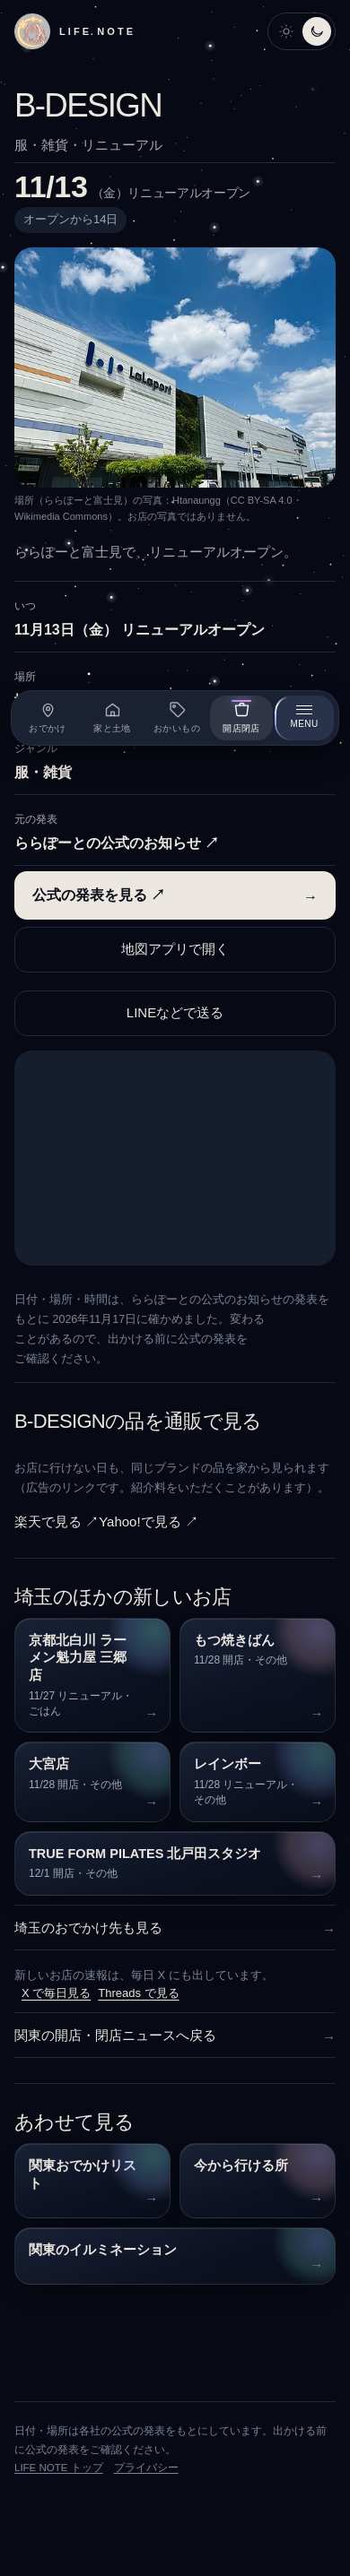 LIFE.NOTE
B-DESIGN
服・雑貨・リニューアル
11/13（金）リニューアルオープン
オープンから14日
LaLaport
場所（ららぽーと富士見）の写真：Htanaungg（CC BY-SA 4.0・
Wikimedia Commons）。お店の写真ではありません。
ららぽーと富士見で、リニューアルオープン。
いつ
11月13日（金） リニューアルオープン
場所
おでかけ
家と土地
おかいもの
開店閉店
MENU
ジャンル
服・雑貨
元の発表
ららぽーとの公式のお知らせ ↗
公式の発表を見る ↗ →
地図アプリで開く
LINEなどで送る
日付・場所・時間は、ららぽーとの公式のお知らせの発表を
もとに 2026年11月17日に確かめました。変わる
ことがあるので、出かける前に公式の発表を
ご確認ください。
B-DESIGNの品を通販で見る
お店に行けない日も、同じブランドの品を家から見られます
（広告のリンクです。紹介料をいただくことがあります）。
楽天で見る ↗Yahoo!で見る ↗
埼玉のほかの新しいお店
京都北白川 ラー
メン魁力屋 三郷
店
11/27 リニューアル・
ごはん →
もつ焼きばん
11/28 開店・その他
→
大宮店
11/28 開店・その他
→
レインボー
11/28 リニューアル・
その他 →
TRUE FORM PILATES 北戸田スタジオ
12/1 開店・その他 →
埼玉のおでかけ先も見る →
新しいお店の速報は、毎日 X にも出しています。
X で毎日見る Threads で見る
関東の開店・閉店ニュースへ戻る →
あわせて見る
関東おでかけリス
ト →
今から行ける所
→
関東のイルミネーション
→
日付・場所は各社の公式の発表をもとにしています。出かける前
に公式の発表をご確認ください。
LIFE NOTE トップ プライバシー